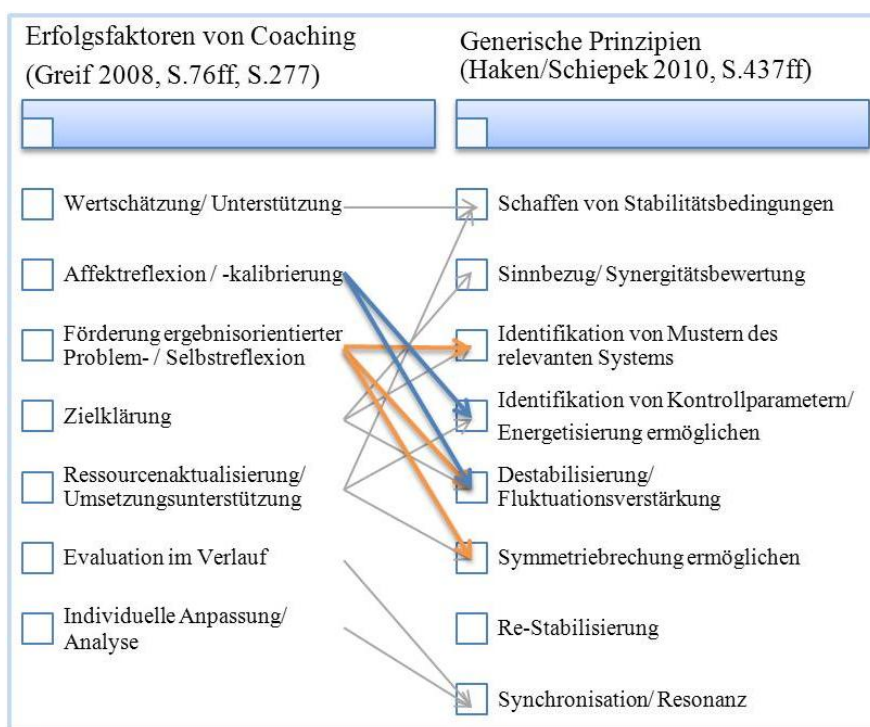 Erfolgsfaktoren von Coaching
(Greif 2008, S.76ff, S.277)
Wertschätzung/ Unterstützung
Affektreflexion / -kalibrierung
Förderung ergebnisorientierter
Problem- / Selbstreflexion
Zielklärung
Ressourcenaktualisierung/
Umsetzungsunterstützung
Evaluation im Verlauf
Individuelle Anpassung/
Analyse
Generische Prinzipien
(Haken/Schiepek 2010, S.437ff)
Schaffen von Stabilitätsbedingungen
Sinnbezug/ Synergitätsbewertung
Identifikation von Mustern des
relevanten Systems
Identifikation von Kontrollparametern/
Energetisierung ermöglichen
Destabilisierung/
Fluktuationsverstärkung
Symmetriebrechung ermöglichen
Re-Stabilisierung
Synchronisation/ Resonanz